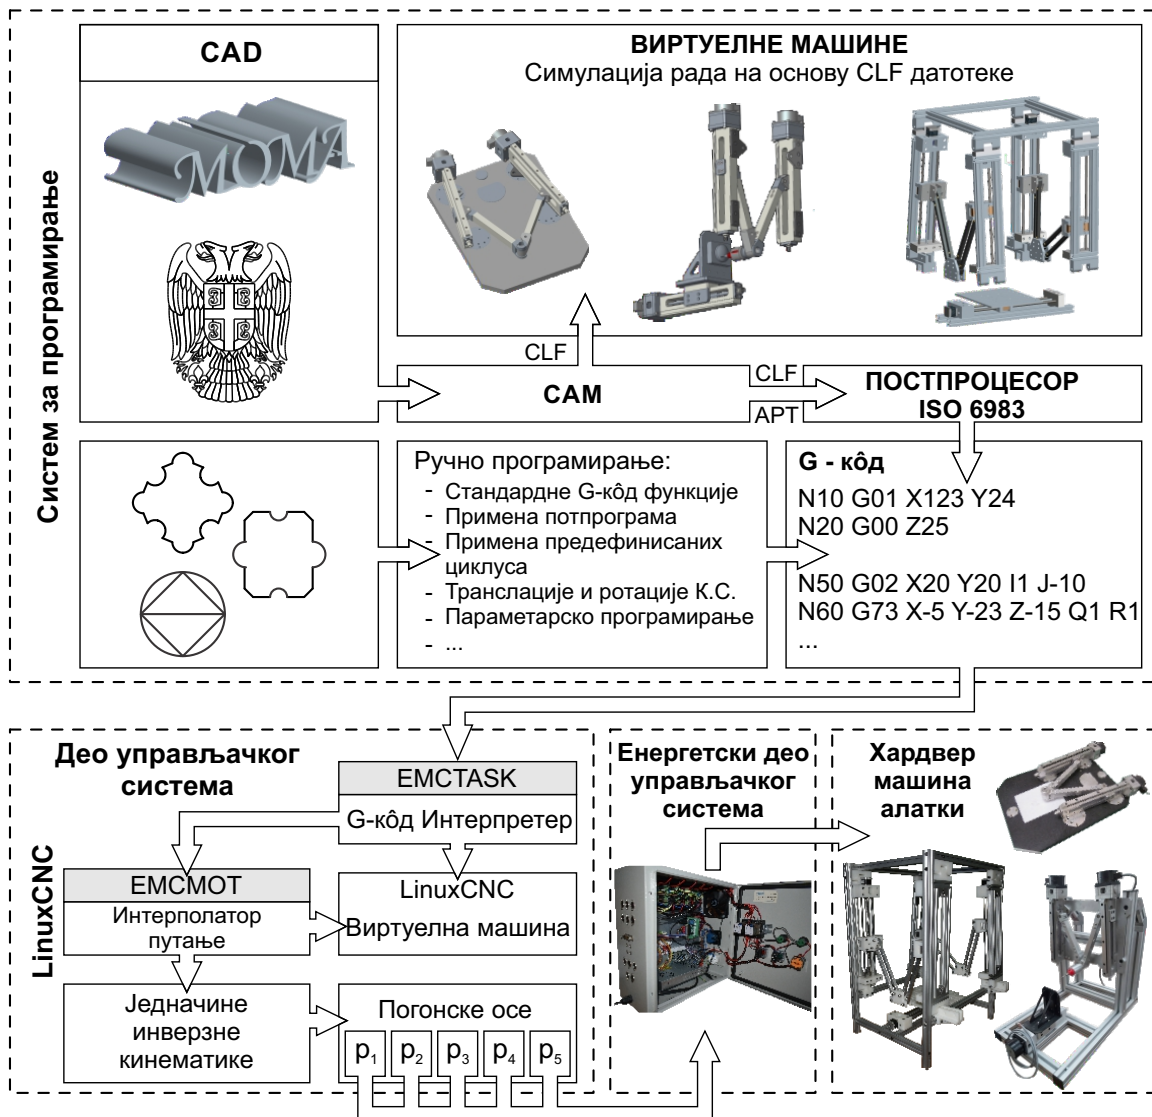 Систем за програмирање
CAD
MOMA
ВИРТУЕЛНЕ МАШИНЕ
Симулација рада на основу CLF датотеке
CLF
CAM
CLF
APT
ПОСТПРОЦЕСОР
ISO 6983
Ручно програмирање:
- Стандардне G-кôд функције
- Примена потпрограма
- Примена предефинисаних
циклуса
- Транслације и ротације К.С.
- Параметарско програмирање
- ...
G - кôд
N10 G01 X123 Y24
N20 G00 Z25
N50 G02 X20 Y20 I1 J-10
N60 G73 X-5 Y-23 Z-15 Q1 R1
...
LinuxCNC
Део управљачког
система
EMCTASK
G-кôд Интерпретер
EMCMOT
Интерполатор
путање
LinuxCNC
Виртуелна машина
Једначине
инверзне
кинематике
Погонске осе
p1 p2 p3 p4 p5
Енергетски део
управљачког
система
Хардвер
машина
алатки